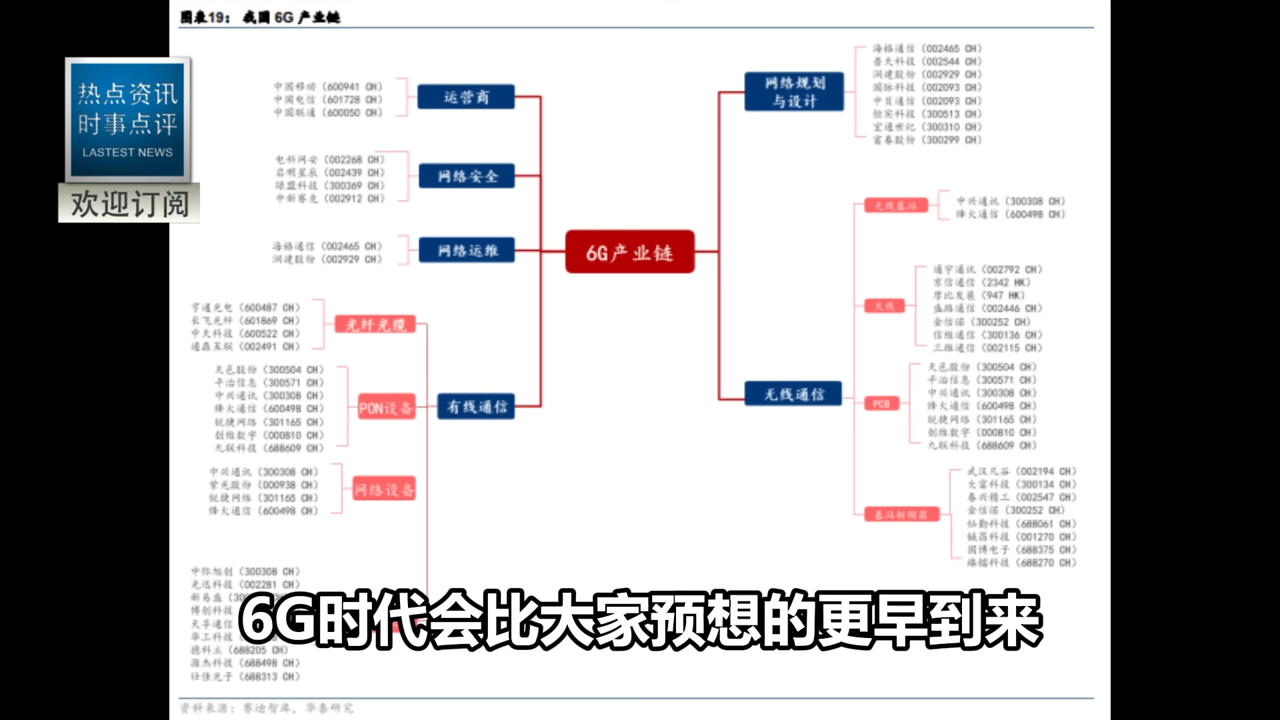 图表19: 我国 6G 产业链
热点资讯
时事点评
LASTEST NEWS
欢迎订阅
中国移动 (600941 CH)
中国电信 (601728 CH)
中国联通 (600050 CH)
运营商
电科网安 (002268 CH)
启明星辰 (002439 CH)
绿盟科技 (300369 CH)
中新赛克 (002912 CH)
网络安全
海格通信 (002465 CH)
润建股份 (002929 CH)
网络运维
亨通光电 (600487 CH)
长飞光纤 (601869 CH)
中天科技 (600522 CH)
通鼎互联 (002491 CH)
光纤光缆
天邑股份 (300504 CH)
平治信息 (300571 CH)
中兴通讯 (300308 CH)
烽火通信 (600498 CH)
锐捷网络 (301165 CH)
创维数字 (000810 CH)
九联科技 (688609 CH)
PON设备
有线通信
中兴通讯 (300308 CH)
紫光股份 (000938 CH)
锐捷网络 (301165 CH)
烽火通信 (600498 CH)
网络设备
中际旭创 (300308 CH)
光迅科技 (002281 CH)
新易盛 (300
博创科技
天孚通信
华工科技
德科立 (688205 CH)
源杰科技 (688498 CH)
仕佳光子 (688313 CH)
6G产业链
网络规划
与设计
海格通信 (002465 CH)
普天科技 (002544 CH)
润建股份 (002929 CH)
国脉科技 (002093 CH)
中贝通信 (002093 CH)
恒实科技 (300513 CH)
宜通世纪 (300310 CH)
富春股份 (300299 CH)
无线通信
无线基站
中兴通讯 (300308 CH)
烽火通信 (600498 CH)
天线
通宇通讯 (002792 CH)
京信通信 (2342 HK)
摩比发展 (947 HK)
盛路通信 (002446 CH)
金信诺 (300252 CH)
信维通信 (300136 CH)
三维通信 (002115 CH)
PCB
天邑股份 (300504 CH)
平治信息 (300571 CH)
中兴通讯 (300308 CH)
烽火通信 (600498 CH)
锐捷网络 (301165 CH)
创维数字 (000810 CH)
九联科技 (688609 CH)
基站射频器
武汉凡谷 (002194 CH)
大富科技 (300134 CH)
春兴精工 (002547 CH)
金信诺 (300252 CH)
灿勤科技 (688061 CH)
铖昌科技 (001270 CH)
国博电子 (688375 CH)
臻镭科技 (688270 CH)
6G时代会比大家预想的更早到来
资料来源: 赛迪智库, 华泰研究